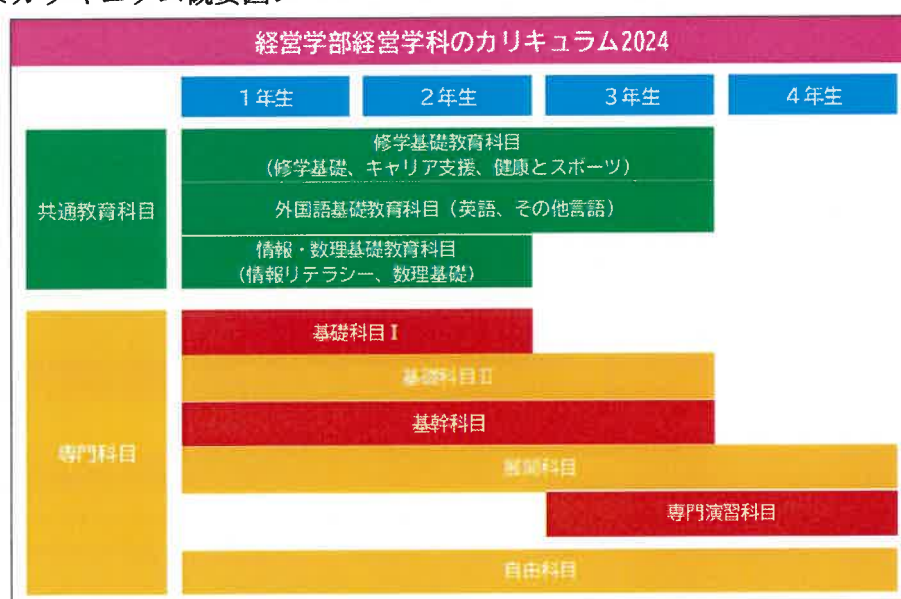 経営学部経営学科のカリキュラム2024
1年生
2年生
3年生
4年生
共通教育科目
修学基礎教育科目
(修学基礎、キャリア支援、健康とスポーツ)
外国語基礎教育科目(英語、その他言語)
情報・数理基礎教育科目
(情報リテラシー、数理基礎)
専門科目
基礎科目Ⅰ
基礎科目Ⅱ
基幹科目
展開科目
専門演習科目
自由科目